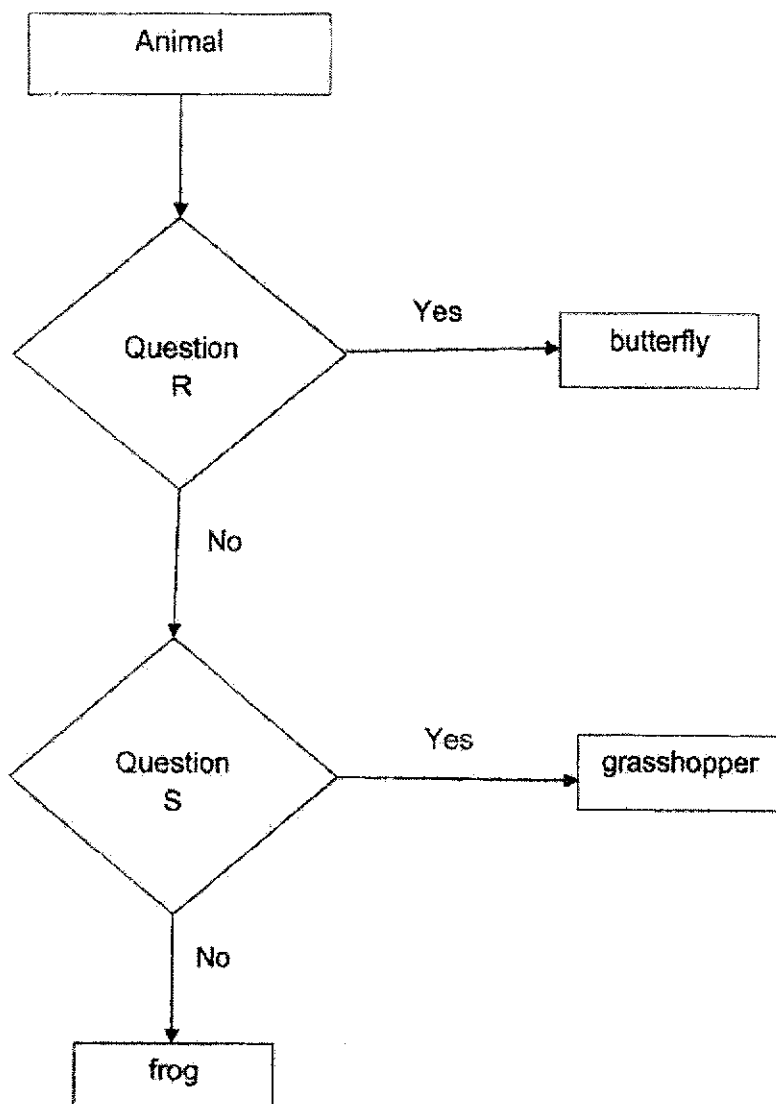 Animal
Question
R
Yes
butterfly
No
Question
S
Yes
grasshopper
No
frog